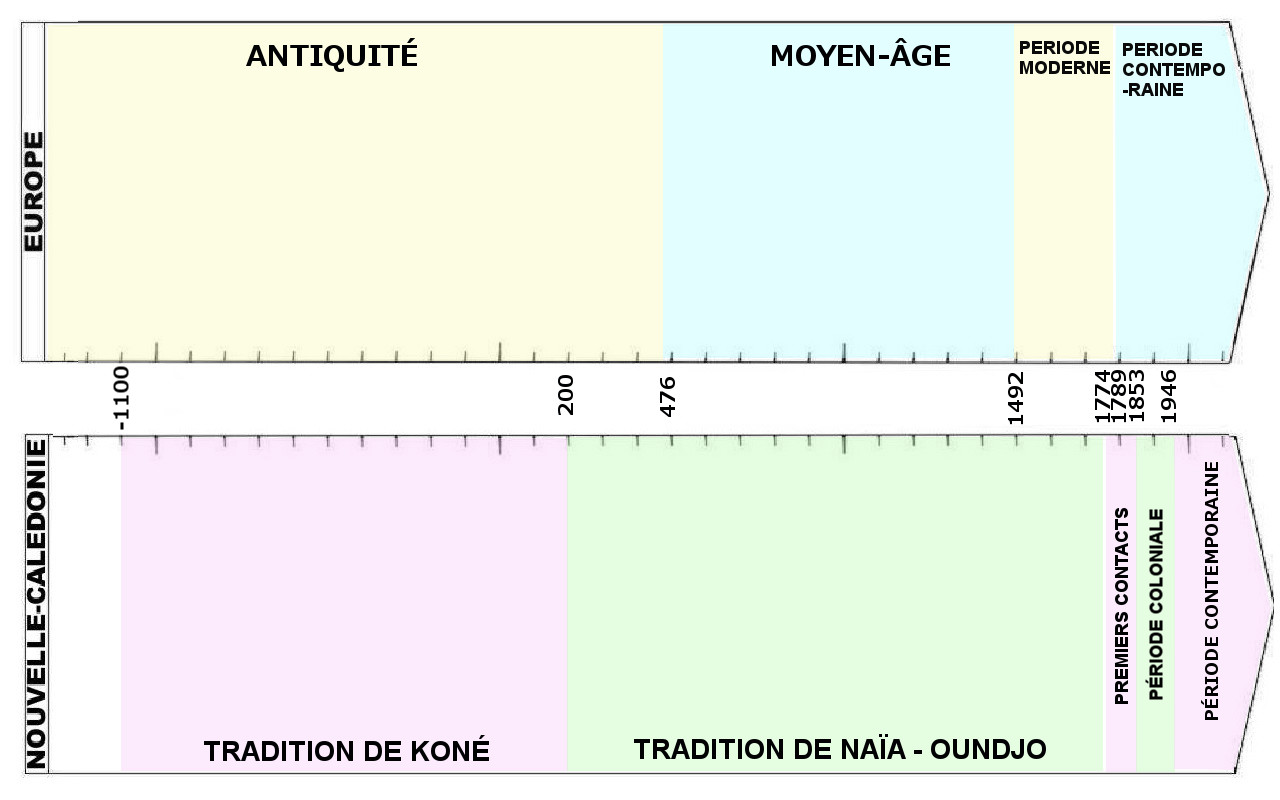 EUROPE
ANTIQUITÉ
MOYEN-ÂGE
PERIODE
MODERNE
PERIODE
CONTEMPO
-RAINE
-1100
200
476
1492
1774
1789
1853
1946
NOUVELLE-CALEDONIE
TRADITION DE KONÉ
TRADITION DE NAÏA - OUNDJO
PREMIERS CONTACTS
PÉRIODE COLONIALE
PÉRIODE CONTEMPORAINE